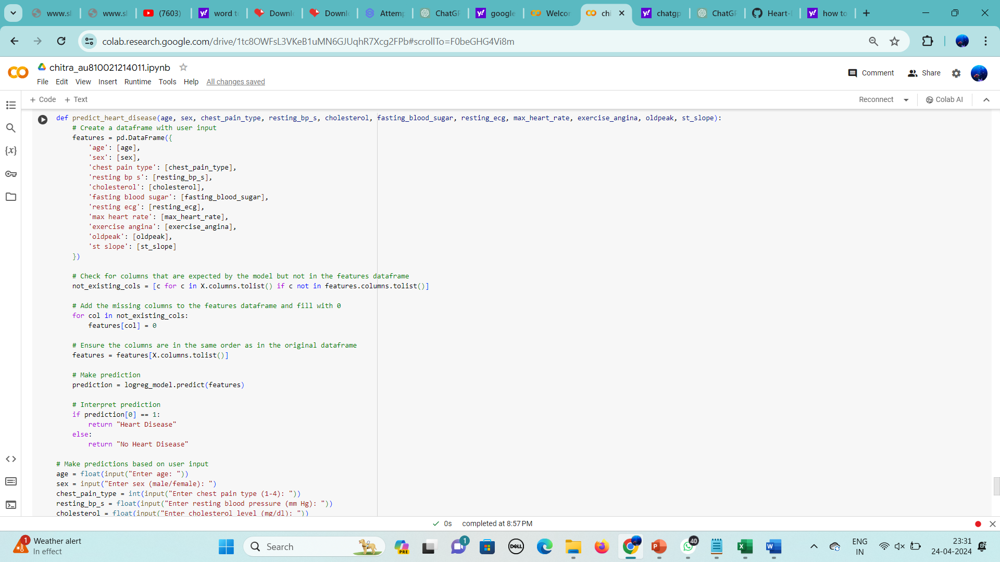 www.sl
www.sl
(7603)
word to
Downlo
Downlo
Attemp
ChatGP
google
Welcom
chi
chatgp
ChatGP
Heart-
how to
colab.research.google.com/drive/1tc8OWFsL3VKeB1uMN6GJUqhR7Xcg2FPb#scrollTo=F0beGHG4Vi8m
chitra_au810021214011.ipynb
File Edit View Insert Runtime Tools Help All changes saved
Comment Share
+ Code + Text
Reconnect Colab AI
def predict_heart_disease(age, sex, chest_pain_type, resting_bp_s, cholesterol, fasting_blood_sugar, resting_ecg, max_heart_rate, exercise_angina, oldpeak, st_slope):
# Create a dataframe with user input
features = pd.DataFrame({
'age': [age],
'sex': [sex],
'chest pain type': [chest_pain_type],
'resting bp s': [resting_bp_s],
'cholesterol': [cholesterol],
'fasting blood sugar': [fasting_blood_sugar],
'resting ecg': [resting_ecg],
'max heart rate': [max_heart_rate],
'exercise angina': [exercise_angina],
'oldpeak': [oldpeak],
'st slope': [st_slope]
})
# Check for columns that are expected by the model but not in the features dataframe
not_existing_cols = [c for c in X.columns.tolist() if c not in features.columns.tolist()]
# Add the missing columns to the features dataframe and fill with 0
for col in not_existing_cols:
features[col] = 0
# Ensure the columns are in the same order as in the original dataframe
features = features[X.columns.tolist()]
# Make prediction
prediction = logreg_model.predict(features)
# Interpret prediction
if prediction[0] == 1:
return "Heart Disease"
else:
return "No Heart Disease"
# Make predictions based on user input
age = float(input("Enter age: "))
sex = input("Enter sex (male/female): ")
chest_pain_type = int(input("Enter chest pain type (1-4): "))
resting_bp_s = float(input("Enter resting blood pressure (mm Hg): "))
cholesterol = float(input("Enter cholesterol level (mg/dl): "))
0s completed at 8:57 PM
1
Weather alert
In effect
Search
PRE
1
DELL
40
ENG
IN
23:31
24-04-2024